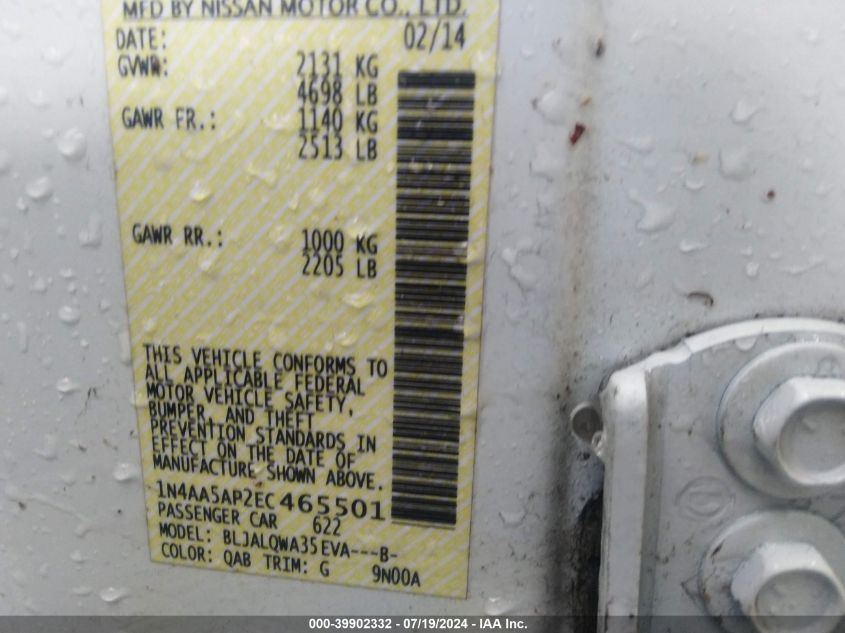 MFD BY NISSAN MOTOR CO., LTD.
DATE: 02/14
GVWR: 2131 KG
4698 LB
GAWR FR.: 1140 KG
2513 LB
GAWR RR.: 1000 KG
2205 LB
THIS VEHICLE CONFORMS TO
ALL APPLICABLE FEDERAL
MOTOR VEHICLE SAFETY,
BUMPER, AND THEFT
PREVENTION STANDARDS IN
EFFECT ON THE DATE OF
MANUFACTURE SHOWN ABOVE.
1N4AA5AP2EC465501
PASSENGER CAR 622
MODEL: BLJALQWA35EVA---B-
COLOR: QAB TRIM: G 9N00A
000-39902332 - 07/19/2024 - IAA Inc.